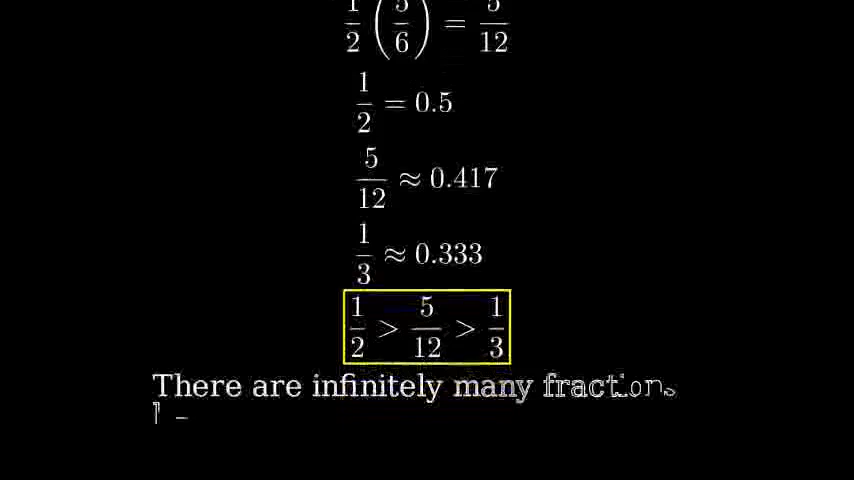 1/2 (5/6) = 5/12
1/2 = 0.5
5/12 ≈ 0.417
1/3 ≈ 0.333
1/2 > 5/12 > 1/3
There are infinitely many fractions